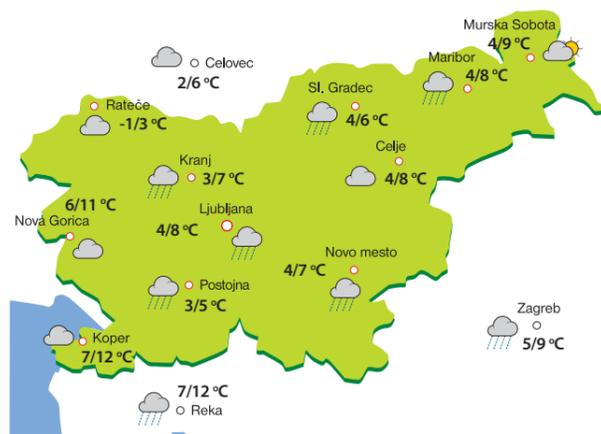 Murska Sobota
4/9 °C
Celovec
2/6 °C
Maribor
4/8 °C
Sl. Gradec
4/6 °C
Rateče
-1/3 °C
Celje
4/8 °C
Kranj
3/7 °C
6/11 °C
Nova Gorica
Ljubljana
4/8 °C
Novo mesto
4/7 °C
Postojna
3/5 °C
Zagreb
5/9 °C
Koper
7/12 °C
7/12 °C
Reka